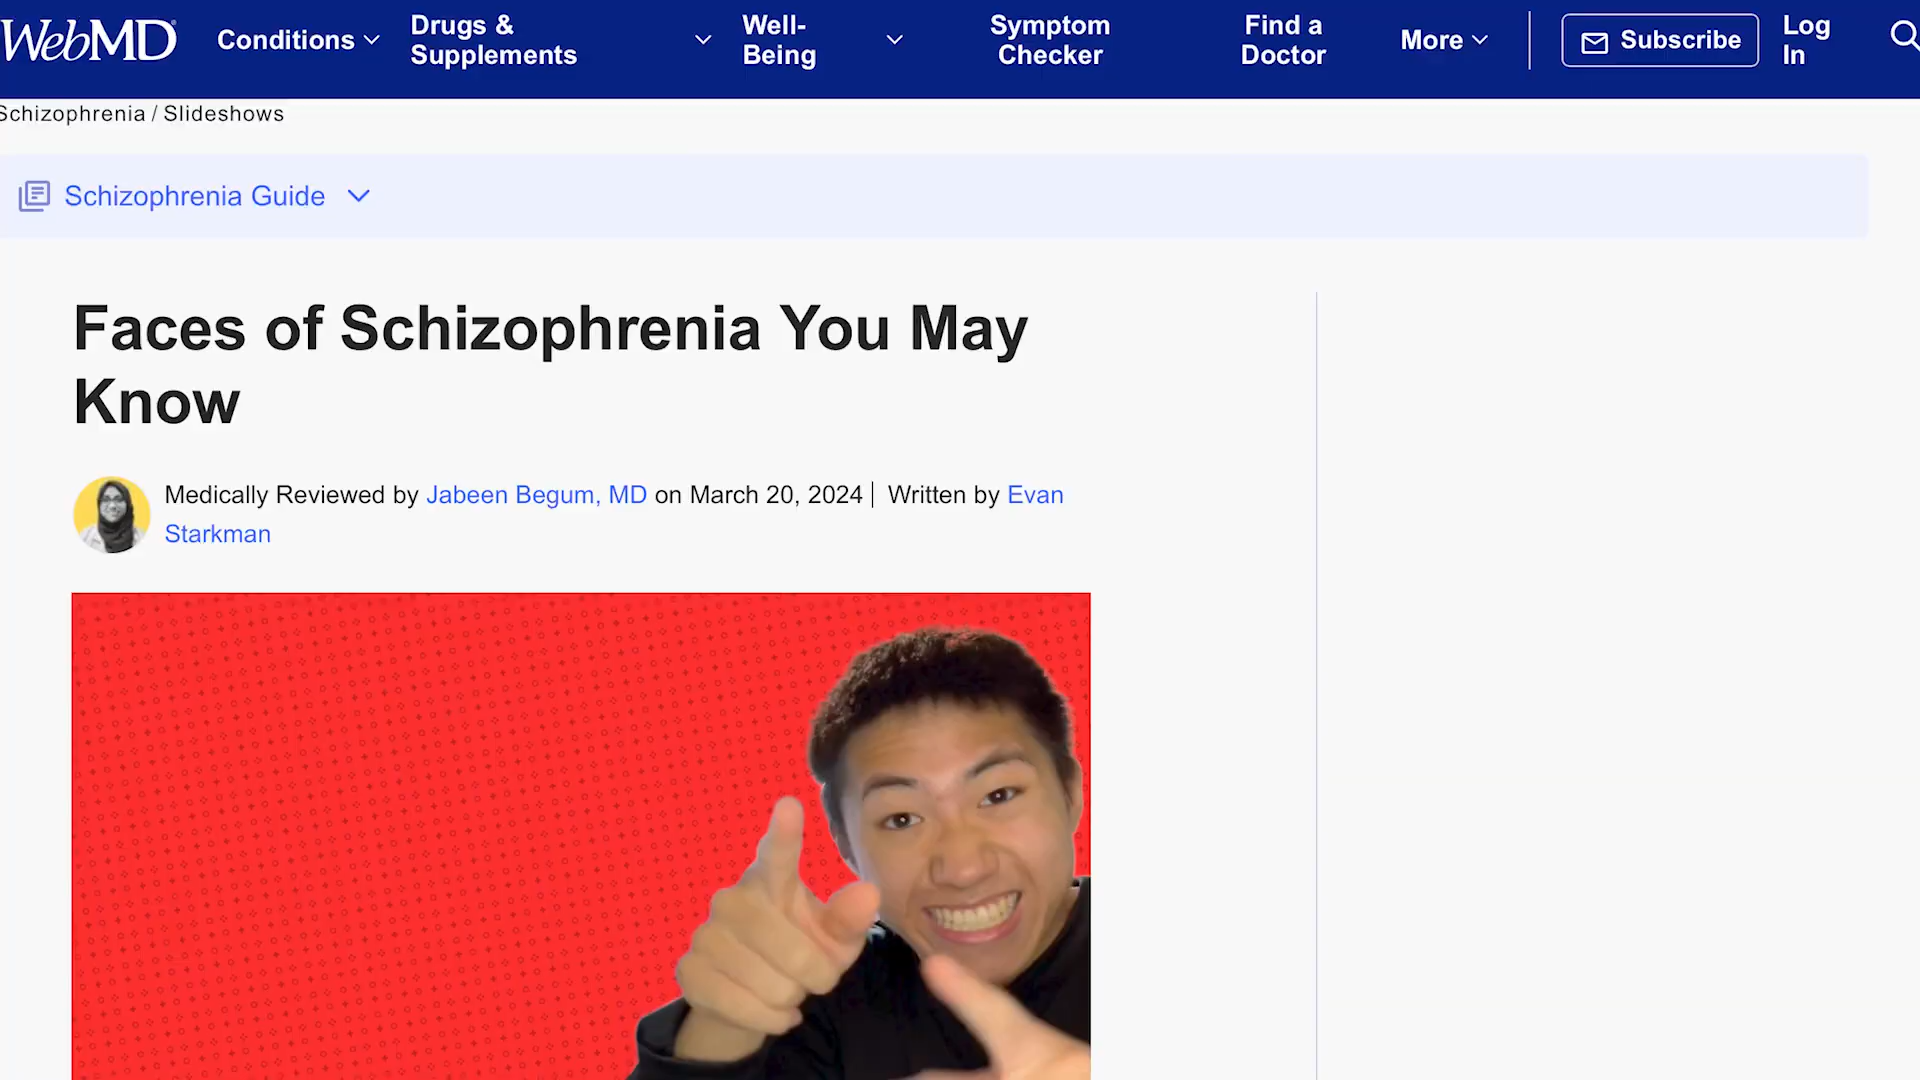 WebMD
Conditions
Drugs &
Supplements
Well-
Being
Symptom
Checker
Find a
Doctor
More
Subscribe
Log
In
Schizophrenia / Slideshows
Schizophrenia Guide
Faces of Schizophrenia You May
Know
Medically Reviewed by Jabeen Begum, MD on March 20, 2024 | Written by Evan
Starkman